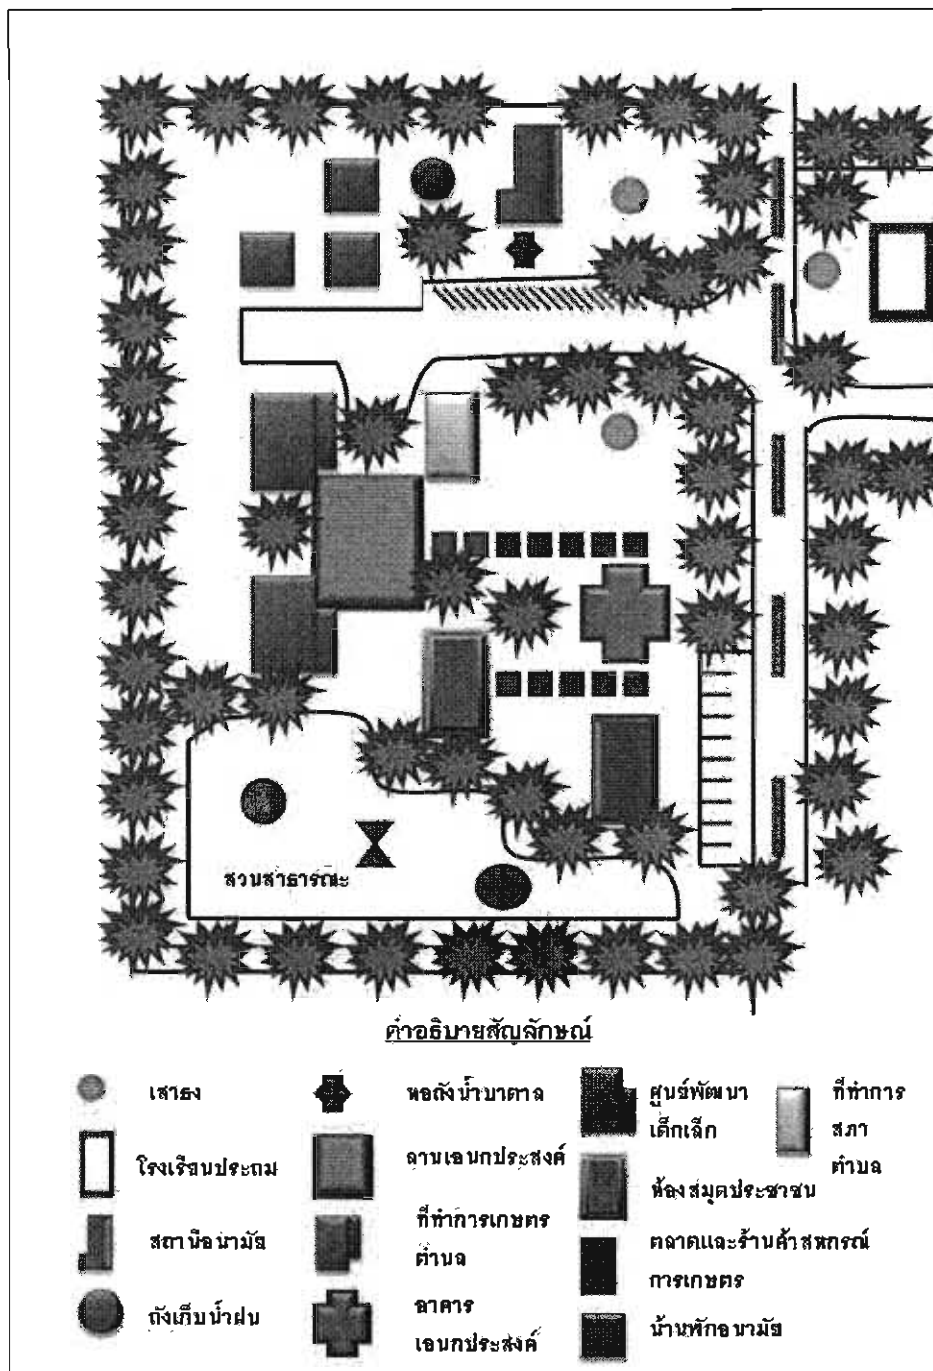 สวนสาธารณะ
คำอธิบายสัญลักษณ์
เสาธง
โรงเรียนประถม
สถานีอนามัย
ถังเก็บน้ำฝน
หอถังน้ำบาดาล
ลานเอนกประสงค์
ที่ทำการเกษตร
ตำบล
อาคาร
เอนกประสงค์
ศูนย์พัฒนา
เด็กเล็ก
ห้องสมุดประชาชน
ตลาดและร้านค้าสหกรณ์
การเกษตร
บ้านพักอนามัย
ที่ทำการ
สภา
ตำบล